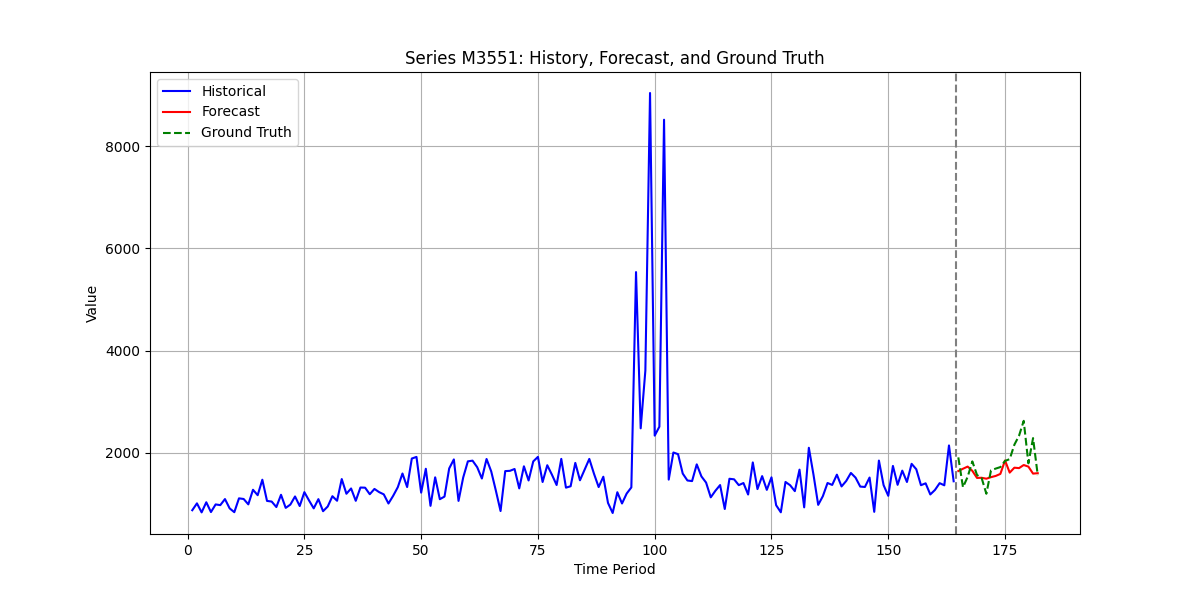 Series M3551: History, Forecast, and Ground Truth
Historical
Forecast
Ground Truth
Value
8000
6000
4000
2000
0 25 50 75 100 125 150 175
Time Period